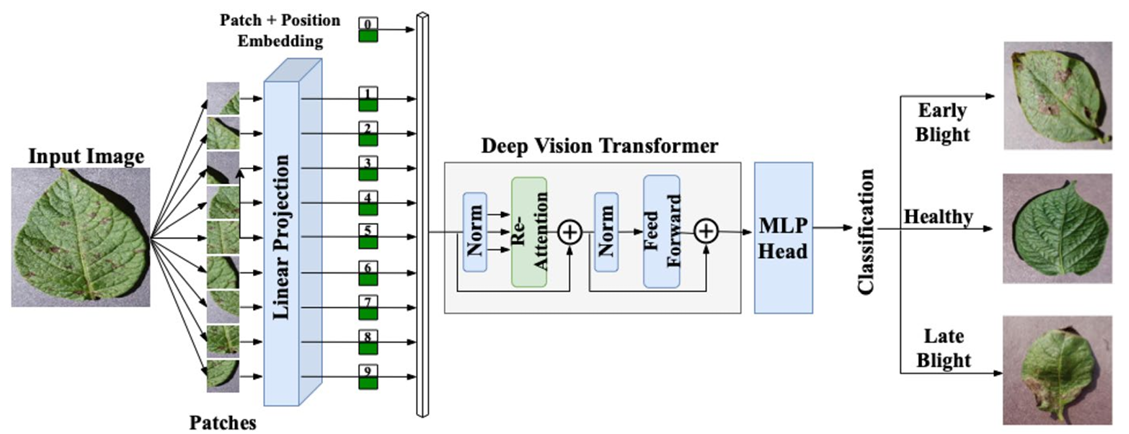 Patch + Position
Embedding
0
1
2
3
4
5
6
7
8
9
Input Image
Linear Projection
Patches
Deep Vision Transformer
Norm
Re-
Attention
Norm
Feed
Forward
MLP
Head
Classification
Early
Blight
Healthy
Late
Blight